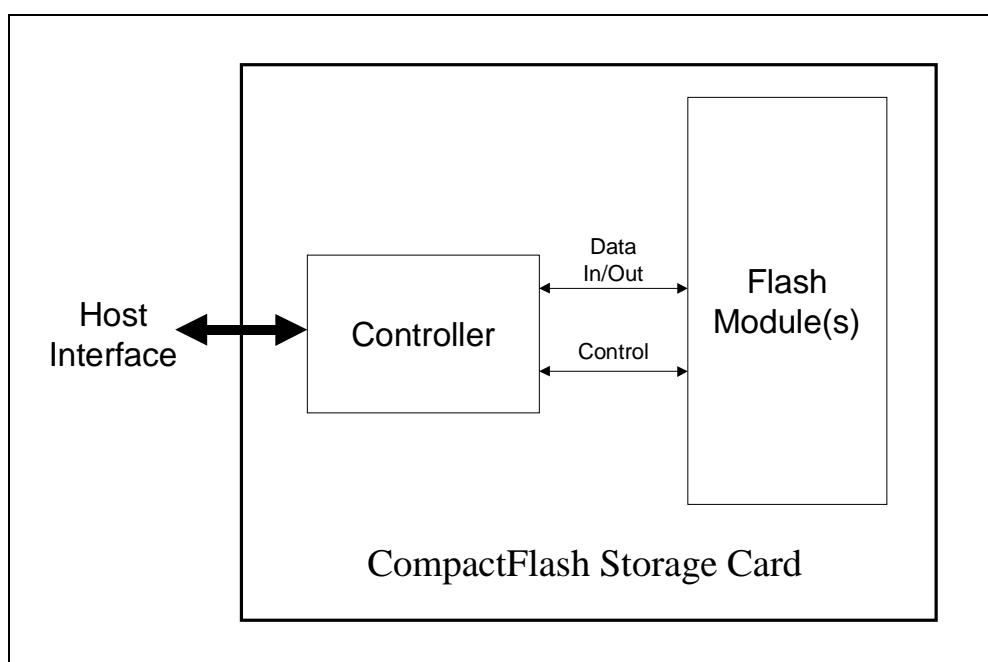 Host
Interface
Controller
Data
In/Out
Control
Flash
Module(s)
CompactFlash Storage Card